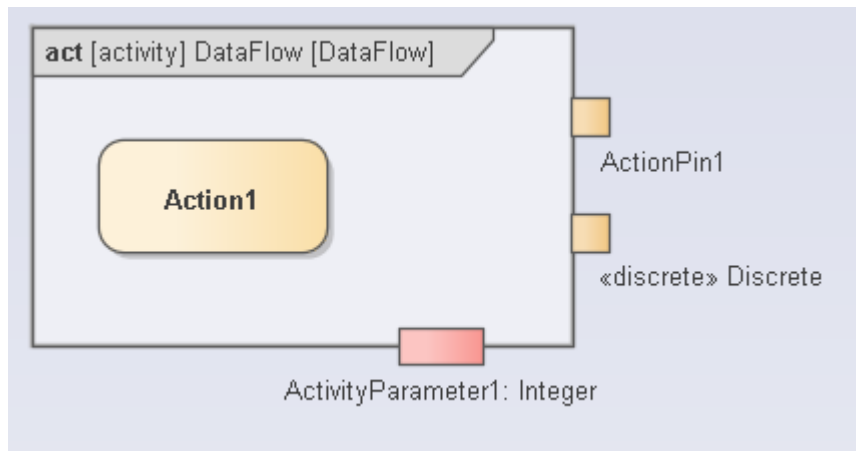 act [activity] DataFlow [DataFlow]
Action1
ActionPin1
«discrete» Discrete
ActivityParameter1: Integer